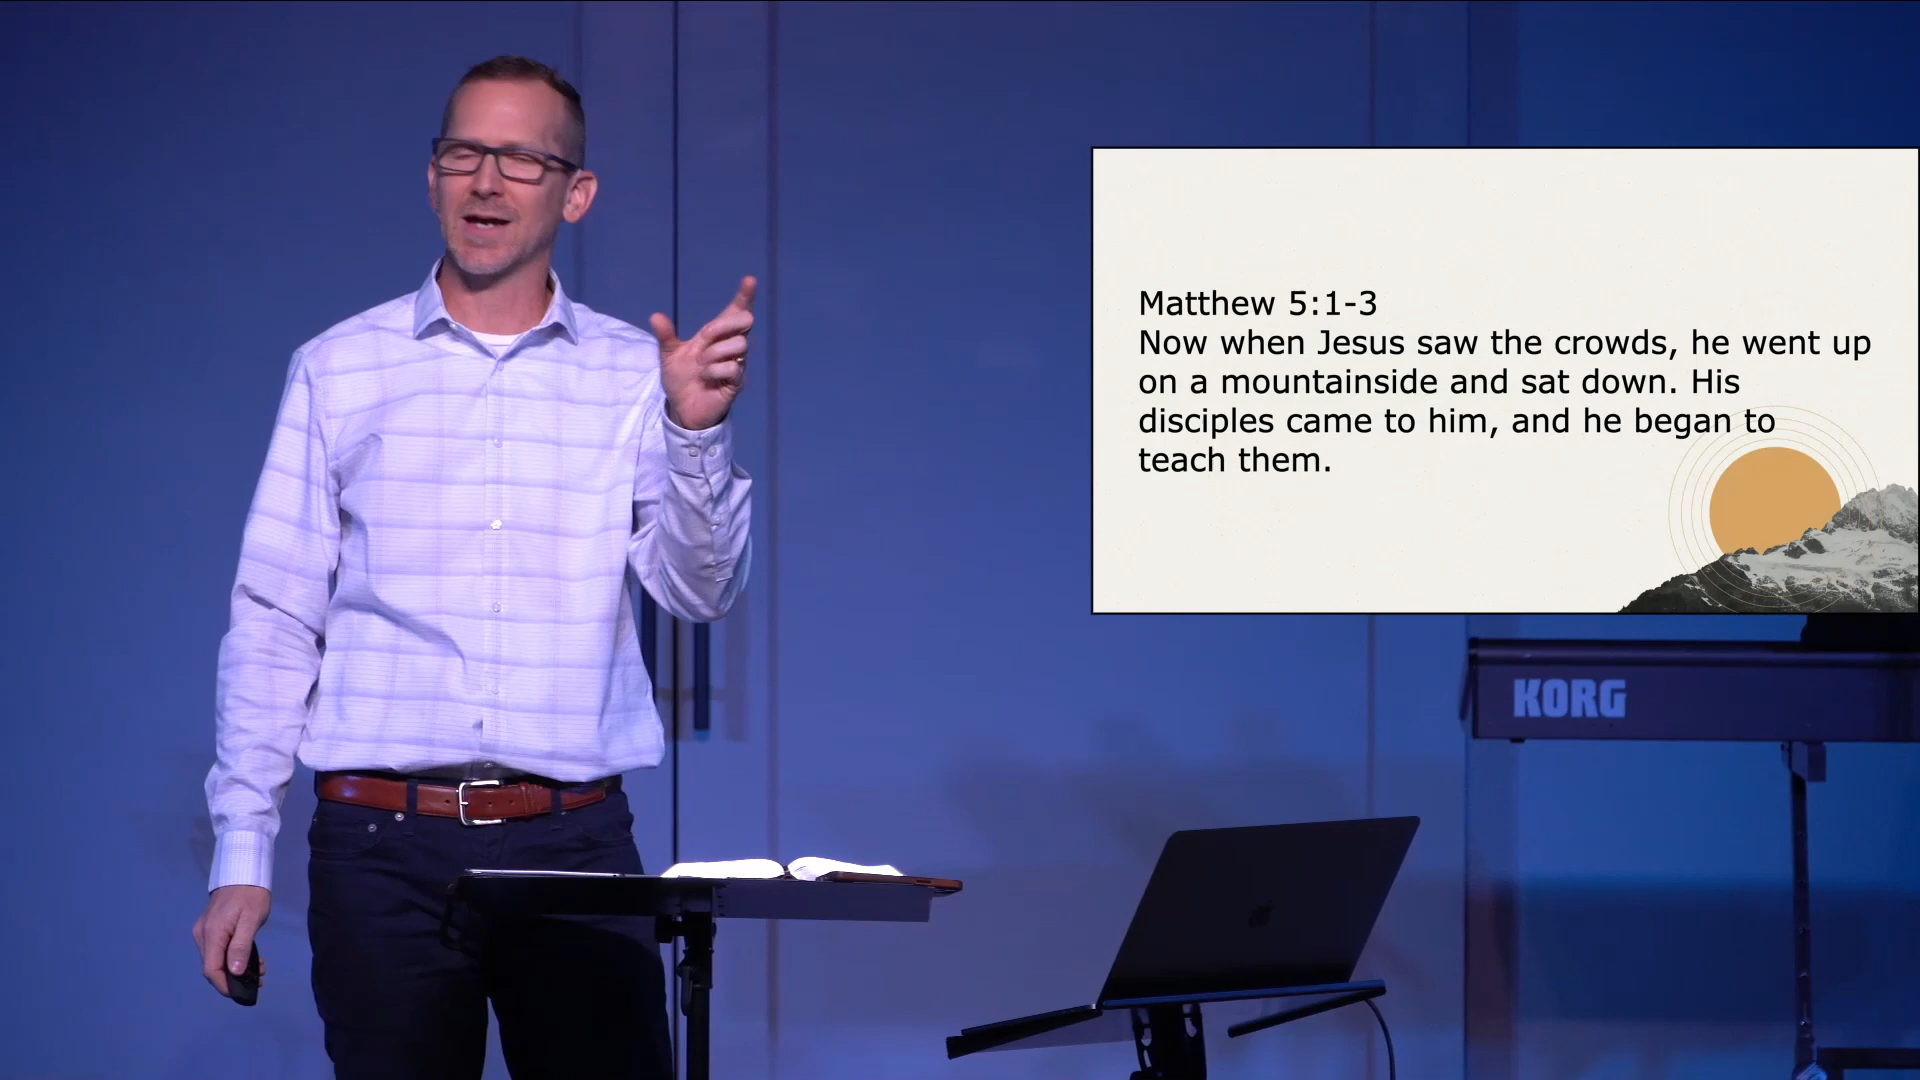 Matthew 5:1-3
Now when Jesus saw the crowds, he went up
on a mountainside and sat down. His
disciples came to him, and he began to
teach them.
KORG